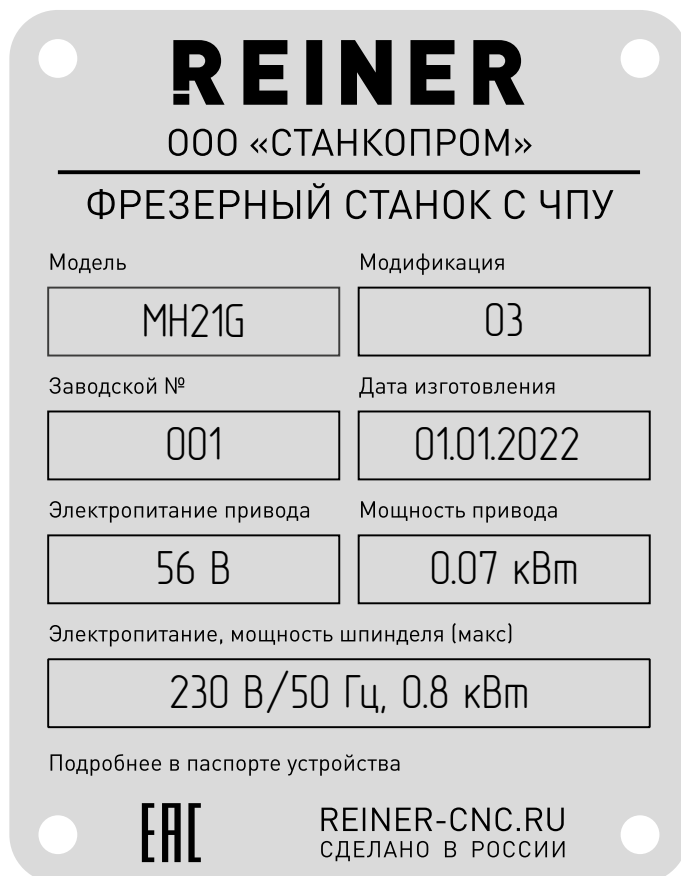 REINER
ООО «СТАНКОПРОМ»
ФРЕЗЕРНЫЙ СТАНОК С ЧПУ
Модель Модификация
MH21G 03
Заводской № Дата изготовления
001 01.01.2022
Электропитание привода Мощность привода
56 В 0.07 кВт
Электропитание, мощность шпинделя (макс)
230 В/50 Гц, 0.8 кВт
Подробнее в паспорте устройства
EAC REINER-CNC.RU
СДЕЛАНО В РОССИИ